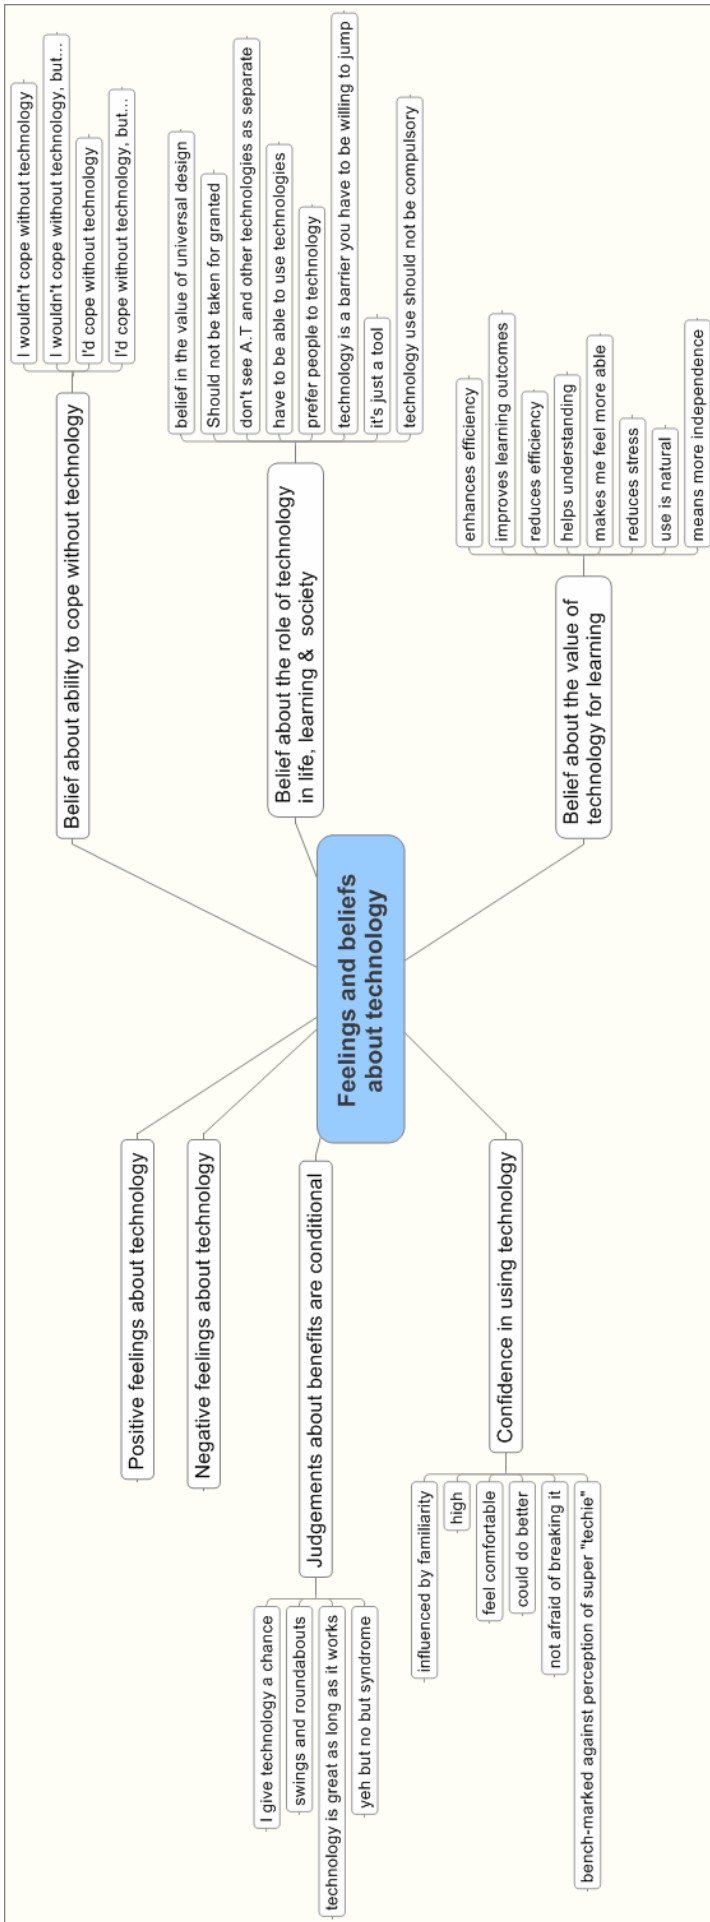 Feelings and beliefs
about technology
Positive feelings about technology
Negative feelings about technology
Judgements about benefits are conditional
I give technology a chance
swings and roundabouts
technology is great as long as it works
yeh but no but syndrome
Confidence in using technology
influenced by familiarity
high
feel comfortable
could do better
not afraid of breaking it
bench-marked against perception of super "techie"
Belief about ability to cope without technology
I wouldn't cope without technology
I wouldn't cope without technology, but...
I'd cope without technology
I'd cope without technology, but...
Belief about the role of technology
in life, learning & society
belief in the value of universal design
Should not be taken for granted
don't see A.T and other technologies as separate
have to be able to use technologies
prefer people to technology
technology is a barrier you have to be willing to jump
it's just a tool
technology use should not be compulsory
Belief about the value of
technology for learning
enhances efficiency
improves learning outcomes
reduces efficiency
helps understanding
makes me feel more able
reduces stress
use is natural
means more independence